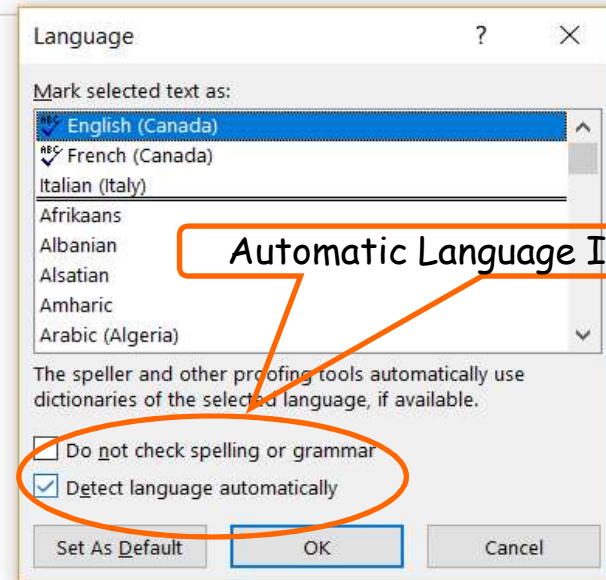 Language ?
Mark selected text as:
English (Canada)
French (Canada)
Italian (Italy)
Afrikaans
Albanian
Automatic Language
Alsatian
Amharic
Arabic (Algeria)
The speller and other proofing tools automatically use
dictionaries of the selected language, if available.
Do not check spelling or grammar
Detect language automatically
Set As Default OK Cancel